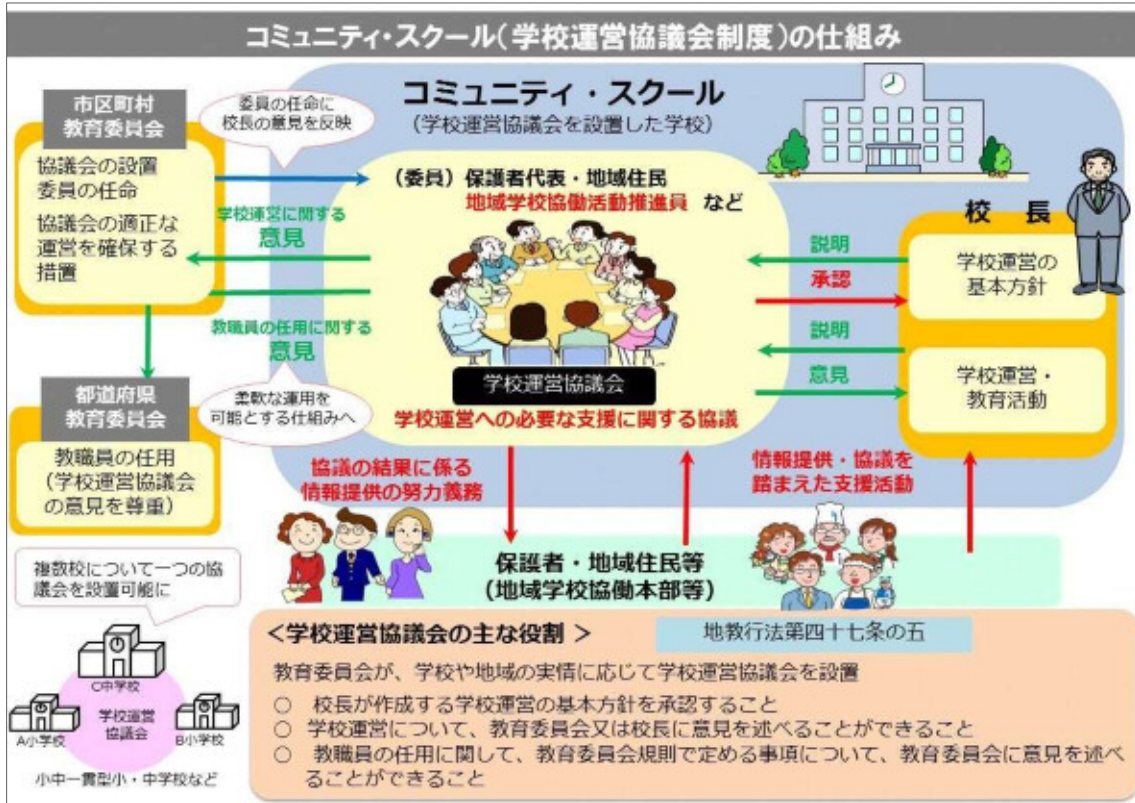 コミュニティ・スクール(学校運営協議会制度)の仕組み
市区町村
教育委員会
協議会の設置
委員の任命
協議会の適正な
運営を確保する
措置
委員の任命に
校長の意見を反映
コミュニティ・スクール
(学校運営協議会を設置した学校)
(委員)保護者代表・地域住民
地域学校協働活動推進員 など
学校運営に関する
意見
教職員の任用に関する
意見
柔軟な運用を
可能とする仕組みへ
学校運営協議会
学校運営への必要な支援に関する協議
校 長
学校運営の
基本方針
学校運営・
教育活動
説明
承認
説明
意見
都道府県
教育委員会
教職員の任用
(学校運営協議会
の意見を尊重)
協議の結果に係る
情報提供の努力義務
情報提供・協議を
踏まえた支援活動
保護者・地域住民等
(地域学校協働本部等)
複数校について一つの協
議会を設置可能に
C中学校
学校運営
協議会
A小学校
B小学校
小中一貫型小・中学校など
<学校運営協議会の主な役割 >
地教行法第四十七条の五
教育委員会が、学校や地域の実情に応じて学校運営協議会を設置
○ 校長が作成する学校運営の基本方針を承認すること
○ 学校運営について、教育委員会又は校長に意見を述べることができること
○ 教職員の任用に関して、教育委員会規則で定める事項について、教育委員会に意見を述べ
ることができること